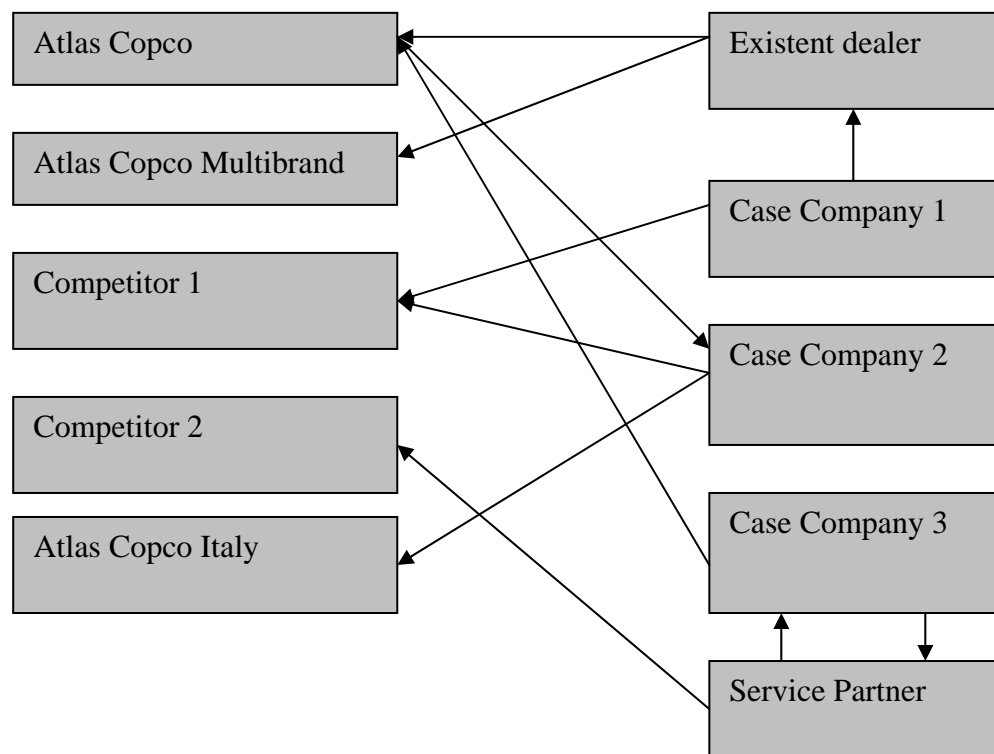 Atlas Copco
Existent dealer
Atlas Copco Multibrand
Case Company 1
Competitor 1
Case Company 2
Competitor 2
Case Company 3
Atlas Copco Italy
Service Partner